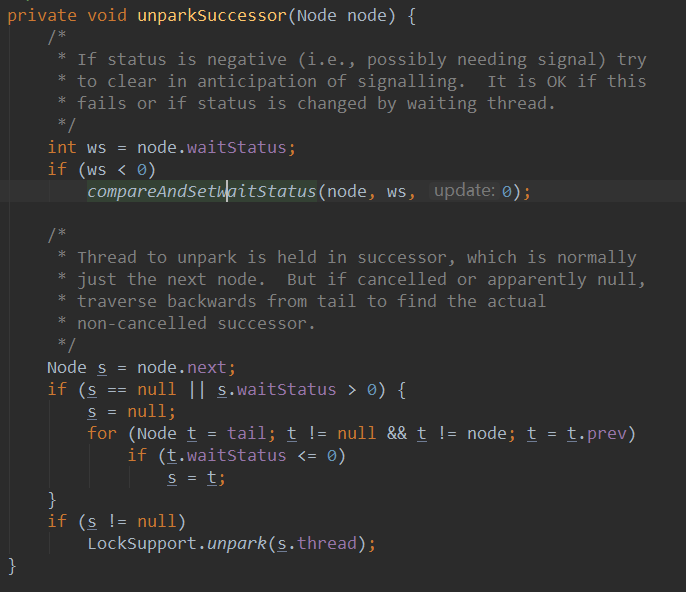 private void unparkSuccessor(Node node) {
    /*
     * If status is negative (i.e., possibly needing signal) try
     * to clear in anticipation of signalling.  It is OK if this
     * fails or if status is changed by waiting thread.
     */
    int ws = node.waitStatus;
    if (ws < 0)
        compareAndSetWaitStatus(node, ws, update: 0);

    /*
     * Thread to unpark is held in successor, which is normally
     * just the next node.  But if cancelled or apparently null,
     * traverse backwards from tail to find the actual
     * non-cancelled successor.
     */
    Node s = node.next;
    if (s == null || s.waitStatus > 0) {
        s = null;
        for (Node t = tail; t != null && t != node; t = t.prev)
            if (t.waitStatus <= 0)
                s = t;
    }
    if (s != null)
        LockSupport.unpark(s.thread);
}